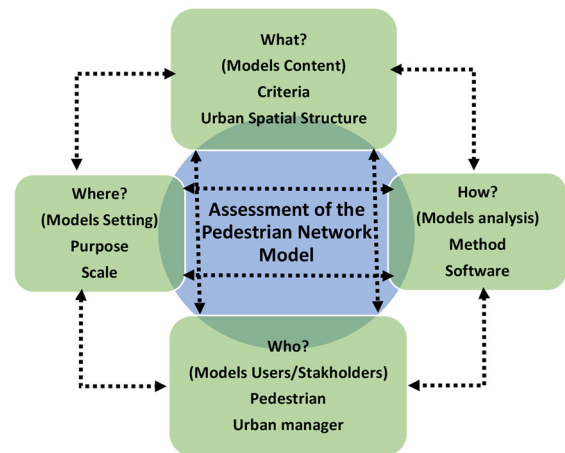 What?
(Models Content)
Criteria
Urban Spatial Structure
Where?
(Models Setting)
Purpose
Scale
Assessment of the
Pedestrian Network
Model
How?
(Models analysis)
Method
Software
Who?
(Models Users/Stakholders)
Pedestrian
Urban manager